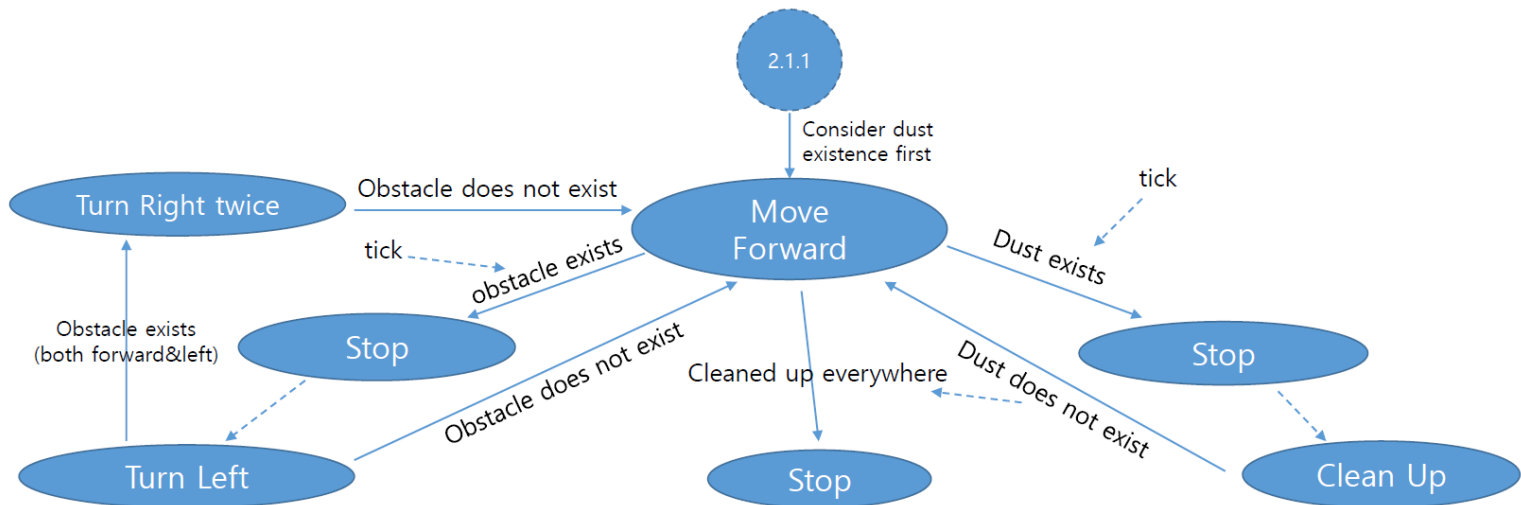 2.1.1
Consider dust
existence first
Turn Right twice
Obstacle does not exist
Move
Forward
tick
tick
obstacle exists
Dust exists
Obstacle exists
(both forward&left)
Stop
Obstacle does not exist
Cleaned up everywhere
Dust does not exist
Stop
Turn Left
Stop
Clean Up